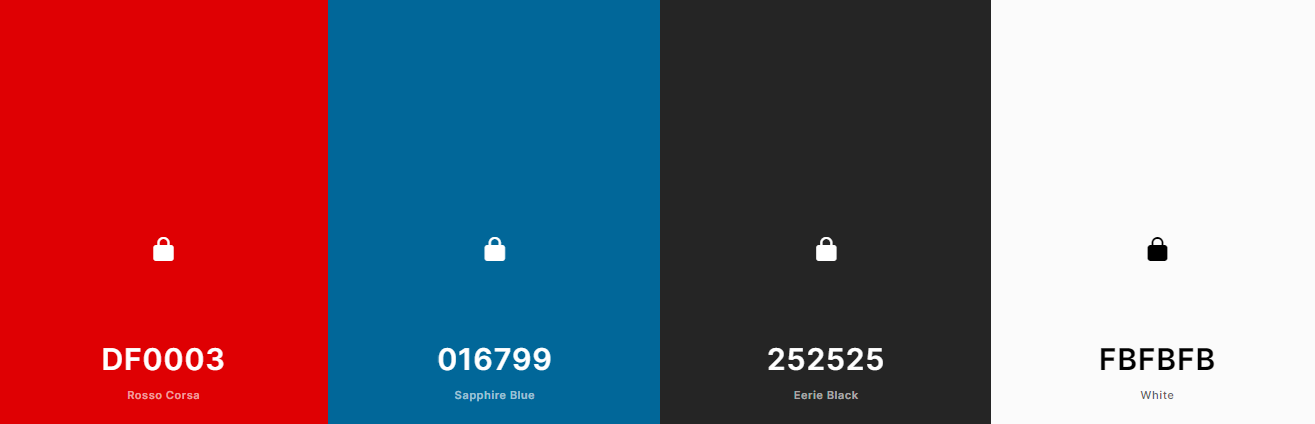 DF0003
Rosso Corsa
016799
Sapphire Blue
252525
Eerie Black
FBFBFB
White